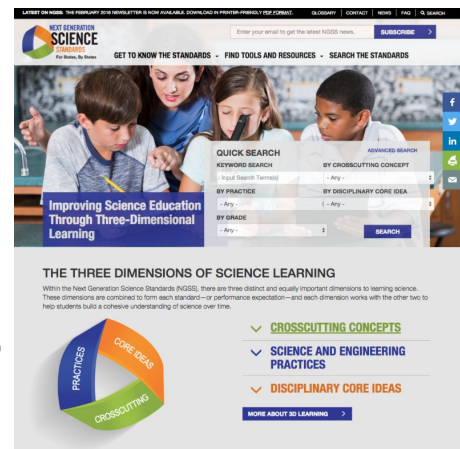 LATEST ON NGSS: THE FEBRUARY 2016 NEWSLETTER IS NOW AVAILABLE. DOWNLOAD IN PRINTER-FRIENDLY PDF FORMAT. GLOSSARY CONTACT NEWS FAQ SEARCH
NEXT GENERATION
SCIENCE
STANDARDS
For States, By States
Enter your email to get the latest NGSS news. SUBSCRIBE
GET TO KNOW THE STANDARDS FIND TOOLS AND RESOURCES SEARCH THE STANDARDS
QUICK SEARCH ADVANCED SEARCH
KEYWORD SEARCH BY CROSSCUTTING CONCEPT
Input Search Term(s) - Any -
BY PRACTICE BY DISCIPLINARY CORE IDEA
- Any - - Any -
BY GRADE
- Any - SEARCH
Improving Science Education
Through Three-Dimensional
Learning
THE THREE DIMENSIONS OF SCIENCE LEARNING
Within the Next Generation Science Standards (NGSS), there are three distinct and equally important dimensions to learning science.
These dimensions are combined to form each standard—or performance expectation—and each dimension works with the other two to
help students build a cohesive understanding of science over time.
PRACTICES
CORE IDEAS
CROSSCUTTING
CROSSCUTTING CONCEPTS
SCIENCE AND ENGINEERING
PRACTICES
DISCIPLINARY CORE IDEAS
MORE ABOUT 3D LEARNING